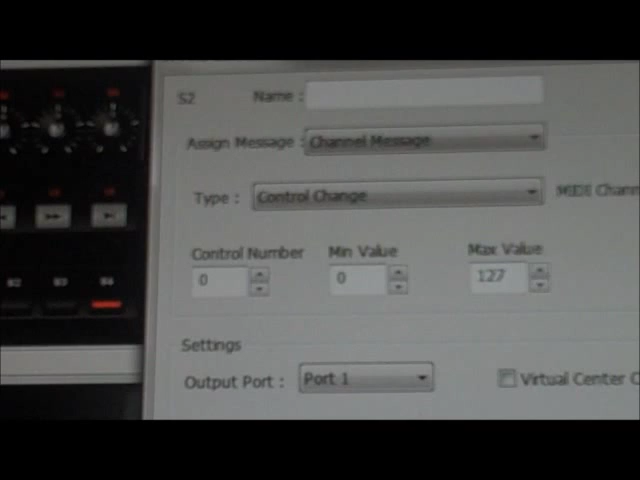 S2 Name :
Assign Message : Channel Message
Type : Control Change MIDI Chann
Control Number Min Value Max Value
0 0 127
Settings
Output Port : Port 1 Virtual Center C